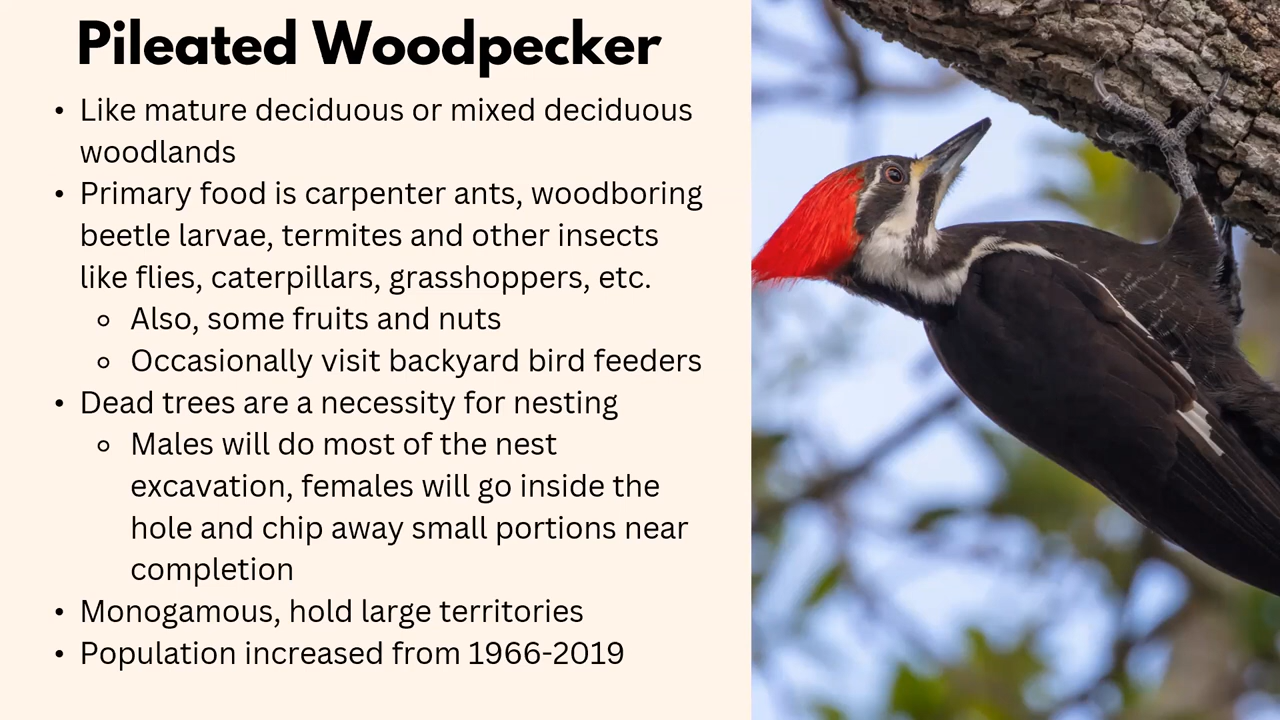 Pileated Woodpecker
• Like mature deciduous or mixed deciduous
woodlands
• Primary food is carpenter ants, woodboring
beetle larvae, termites and other insects
like flies, caterpillars, grasshoppers, etc.
◦ Also, some fruits and nuts
◦ Occasionally visit backyard bird feeders
• Dead trees are a necessity for nesting
◦ Males will do most of the nest
excavation, females will go inside the
hole and chip away small portions near
completion
• Monogamous, hold large territories
• Population increased from 1966-2019